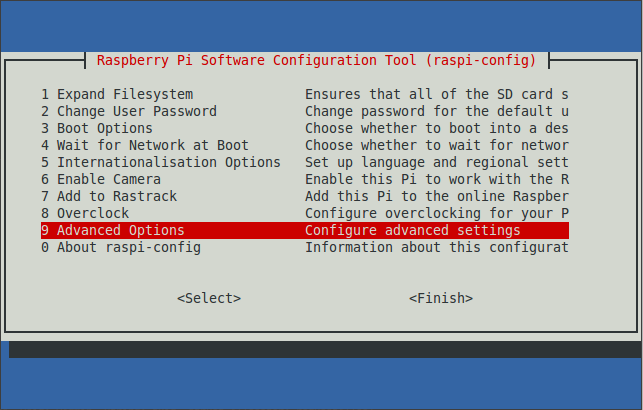 Raspberry Pi Software Configuration Tool (raspi-config)
1 Expand Filesystem Ensures that all of the SD card s
2 Change User Password Change password for the default u
3 Boot Options Choose whether to boot into a des
4 Wait for Network at Boot Choose whether to wait for networ
5 Internationalisation Options Set up language and regional sett
6 Enable Camera Enable this Pi to work with the R
7 Add to Rastrack Add this Pi to the online Raspber
8 Overclock Configure overclocking for your P
9 Advanced Options Configure advanced settings
0 About raspi-config Information about this configurat
<Select> <Finish>